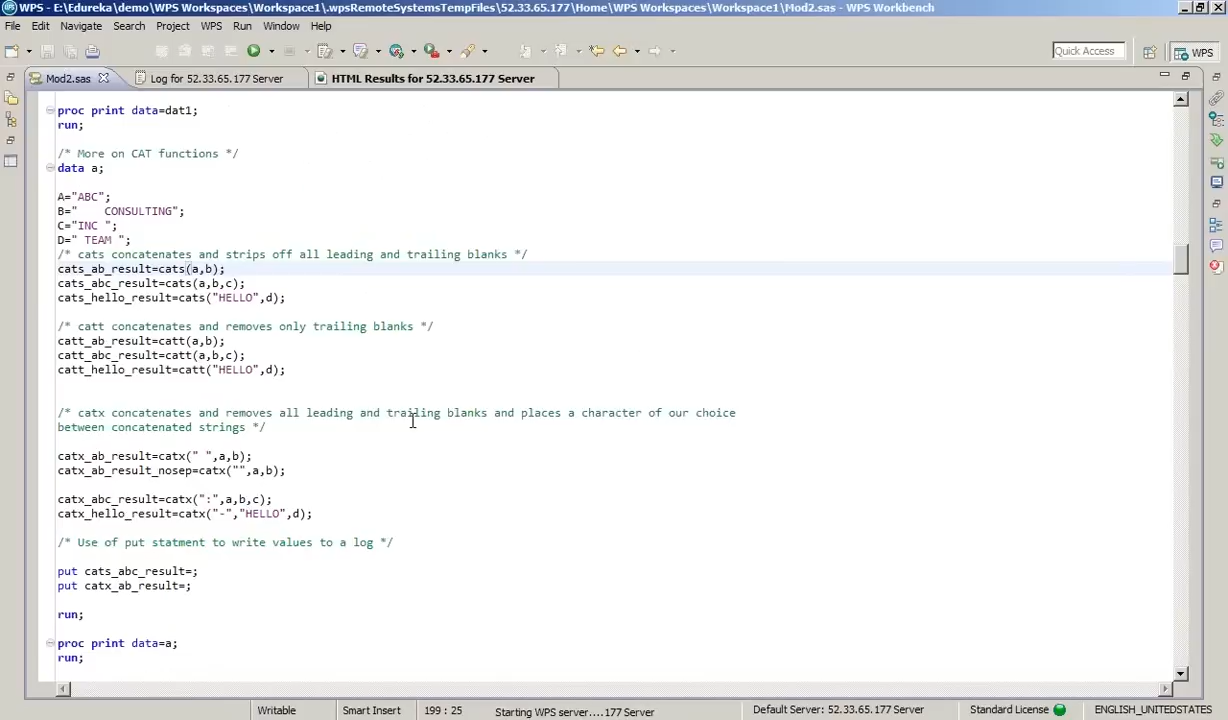 WPS - E:\Edureka\demo\WPS Workspaces\Workspace1\.wpsRemoteSystemsTempFiles\52.33.65.177\Home\WPS Workspaces\Workspace1\Mod2.sas - WPS Workbench
File Edit Navigate Search Project WPS Run Window Help
Quick Access WPS
Mod2.sas Log for 52.33.65.177 Server HTML Results for 52.33.65.177 Server
proc print data=dat1;
run;
/* More on CAT functions */
data a;
A="ABC";
B="    CONSULTING";
C="INC ";
D=" TEAM ";
/* cats concatenates and strips off all leading and trailing blanks */
cats_ab_result=cats(a,b);
cats_abc_result=cats(a,b,c);
cats_hello_result=cats("HELLO",d);
/* catt concatenates and removes only trailing blanks */
catt_ab_result=catt(a,b);
catt_abc_result=catt(a,b,c);
catt_hello_result=catt("HELLO",d);
/* catx concatenates and removes all leading and trailing blanks and places a character of our choice
between concatenated strings */
catx_ab_result=catx(" ",a,b);
catx_ab_result_nosep=catx("",a,b);
catx_abc_result=catx(":",a,b,c);
catx_hello_result=catx("-","HELLO",d);
/* Use of put statment to write values to a log */
put cats_abc_result=;
put catx_ab_result=;
run;
proc print data=a;
run;
Writable Smart Insert 199 : 25 Starting WPS server....177 Server Default Server: 52.33.65.177 Server Standard License ENGLISH_UNITEDSTATES